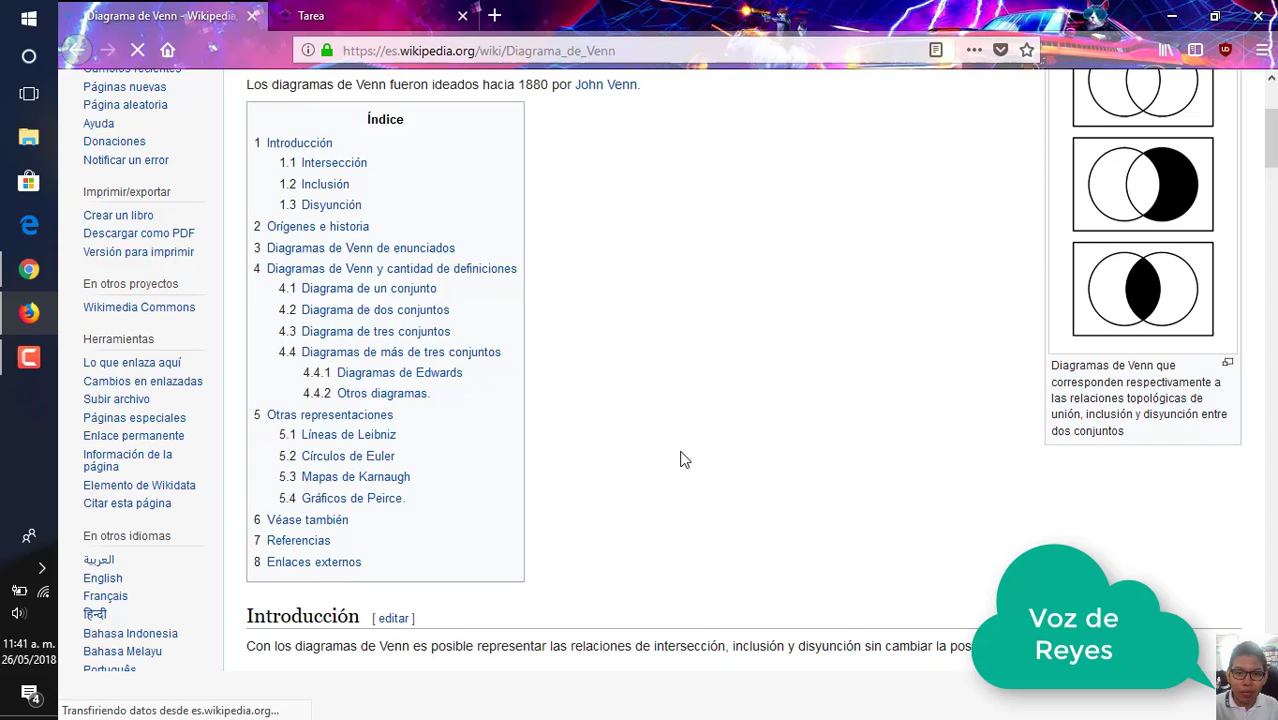 Diagrama de Venn - Wikipedia,
Tarea
https://es.wikipedia.org/wiki/Diagrama_de_Venn
Cambios recientes
Páginas nuevas
Página aleatoria
Ayuda
Donaciones
Notificar un error
Imprimir/exportar
Crear un libro
Descargar como PDF
Versión para imprimir
En otros proyectos
Wikimedia Commons
Herramientas
Lo que enlaza aquí
Cambios en enlazadas
Subir archivo
Páginas especiales
Enlace permanente
Información de la
página
Elemento de Wikidata
Citar esta página
En otros idiomas
العربية
English
Français
हिन्दी
Bahasa Indonesia
Bahasa Melayu
Português
Los diagramas de Venn fueron ideados hacia 1880 por John Venn.
Índice
1 Introducción
1.1 Intersección
1.2 Inclusión
1.3 Disyunción
2 Orígenes e historia
3 Diagramas de Venn de enunciados
4 Diagramas de Venn y cantidad de definiciones
4.1 Diagrama de un conjunto
4.2 Diagrama de dos conjuntos
4.3 Diagrama de tres conjuntos
4.4 Diagramas de más de tres conjuntos
4.4.1 Diagramas de Edwards
4.4.2 Otros diagramas.
5 Otras representaciones
5.1 Líneas de Leibniz
5.2 Círculos de Euler
5.3 Mapas de Karnaugh
5.4 Gráficos de Peirce.
6 Véase también
7 Referencias
8 Enlaces externos
Introducción [ editar ]
Con los diagramas de Venn es posible representar las relaciones de intersección, inclusión y disyunción sin cambiar la pos
Diagramas de Venn que
corresponden respectivamente a
las relaciones topológicas de
unión, inclusión y disyunción entre
dos conjuntos
Voz de
Reyes
11:41 a. m.
26/05/2018
4
Transfiriendo datos desde es.wikipedia.org...